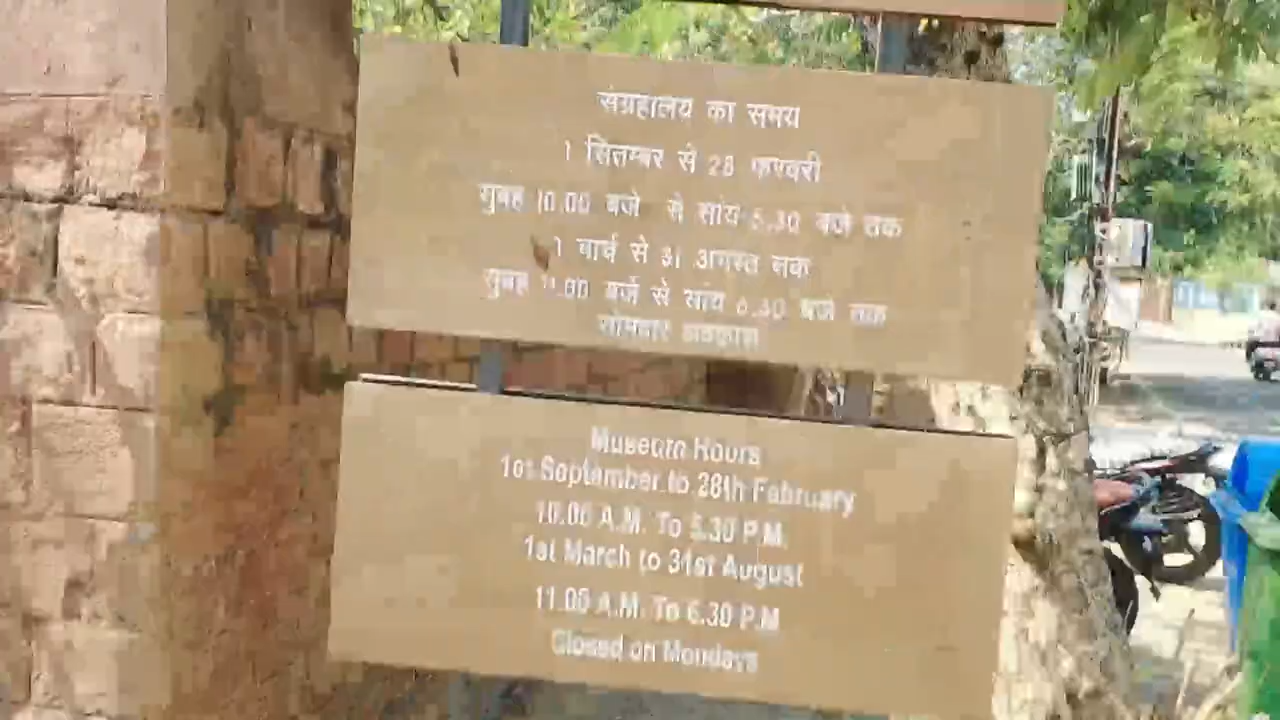 संग्रहालय का समय
1 सितम्बर से 28 फरवरी
सुबह 10.00 बजे से सांय 5.30 बजे तक
1 मार्च से 31 अगस्त तक
सुबह 11.00 बजे से सांय 6.30 बजे तक
सोमवार अवकाश
Museum Hours
1st September to 28th February
10.00 A.M. To 5.30 P.M.
1st March to 31st August
11.00 A.M. To 6.30 P.M
Closed on Mondays